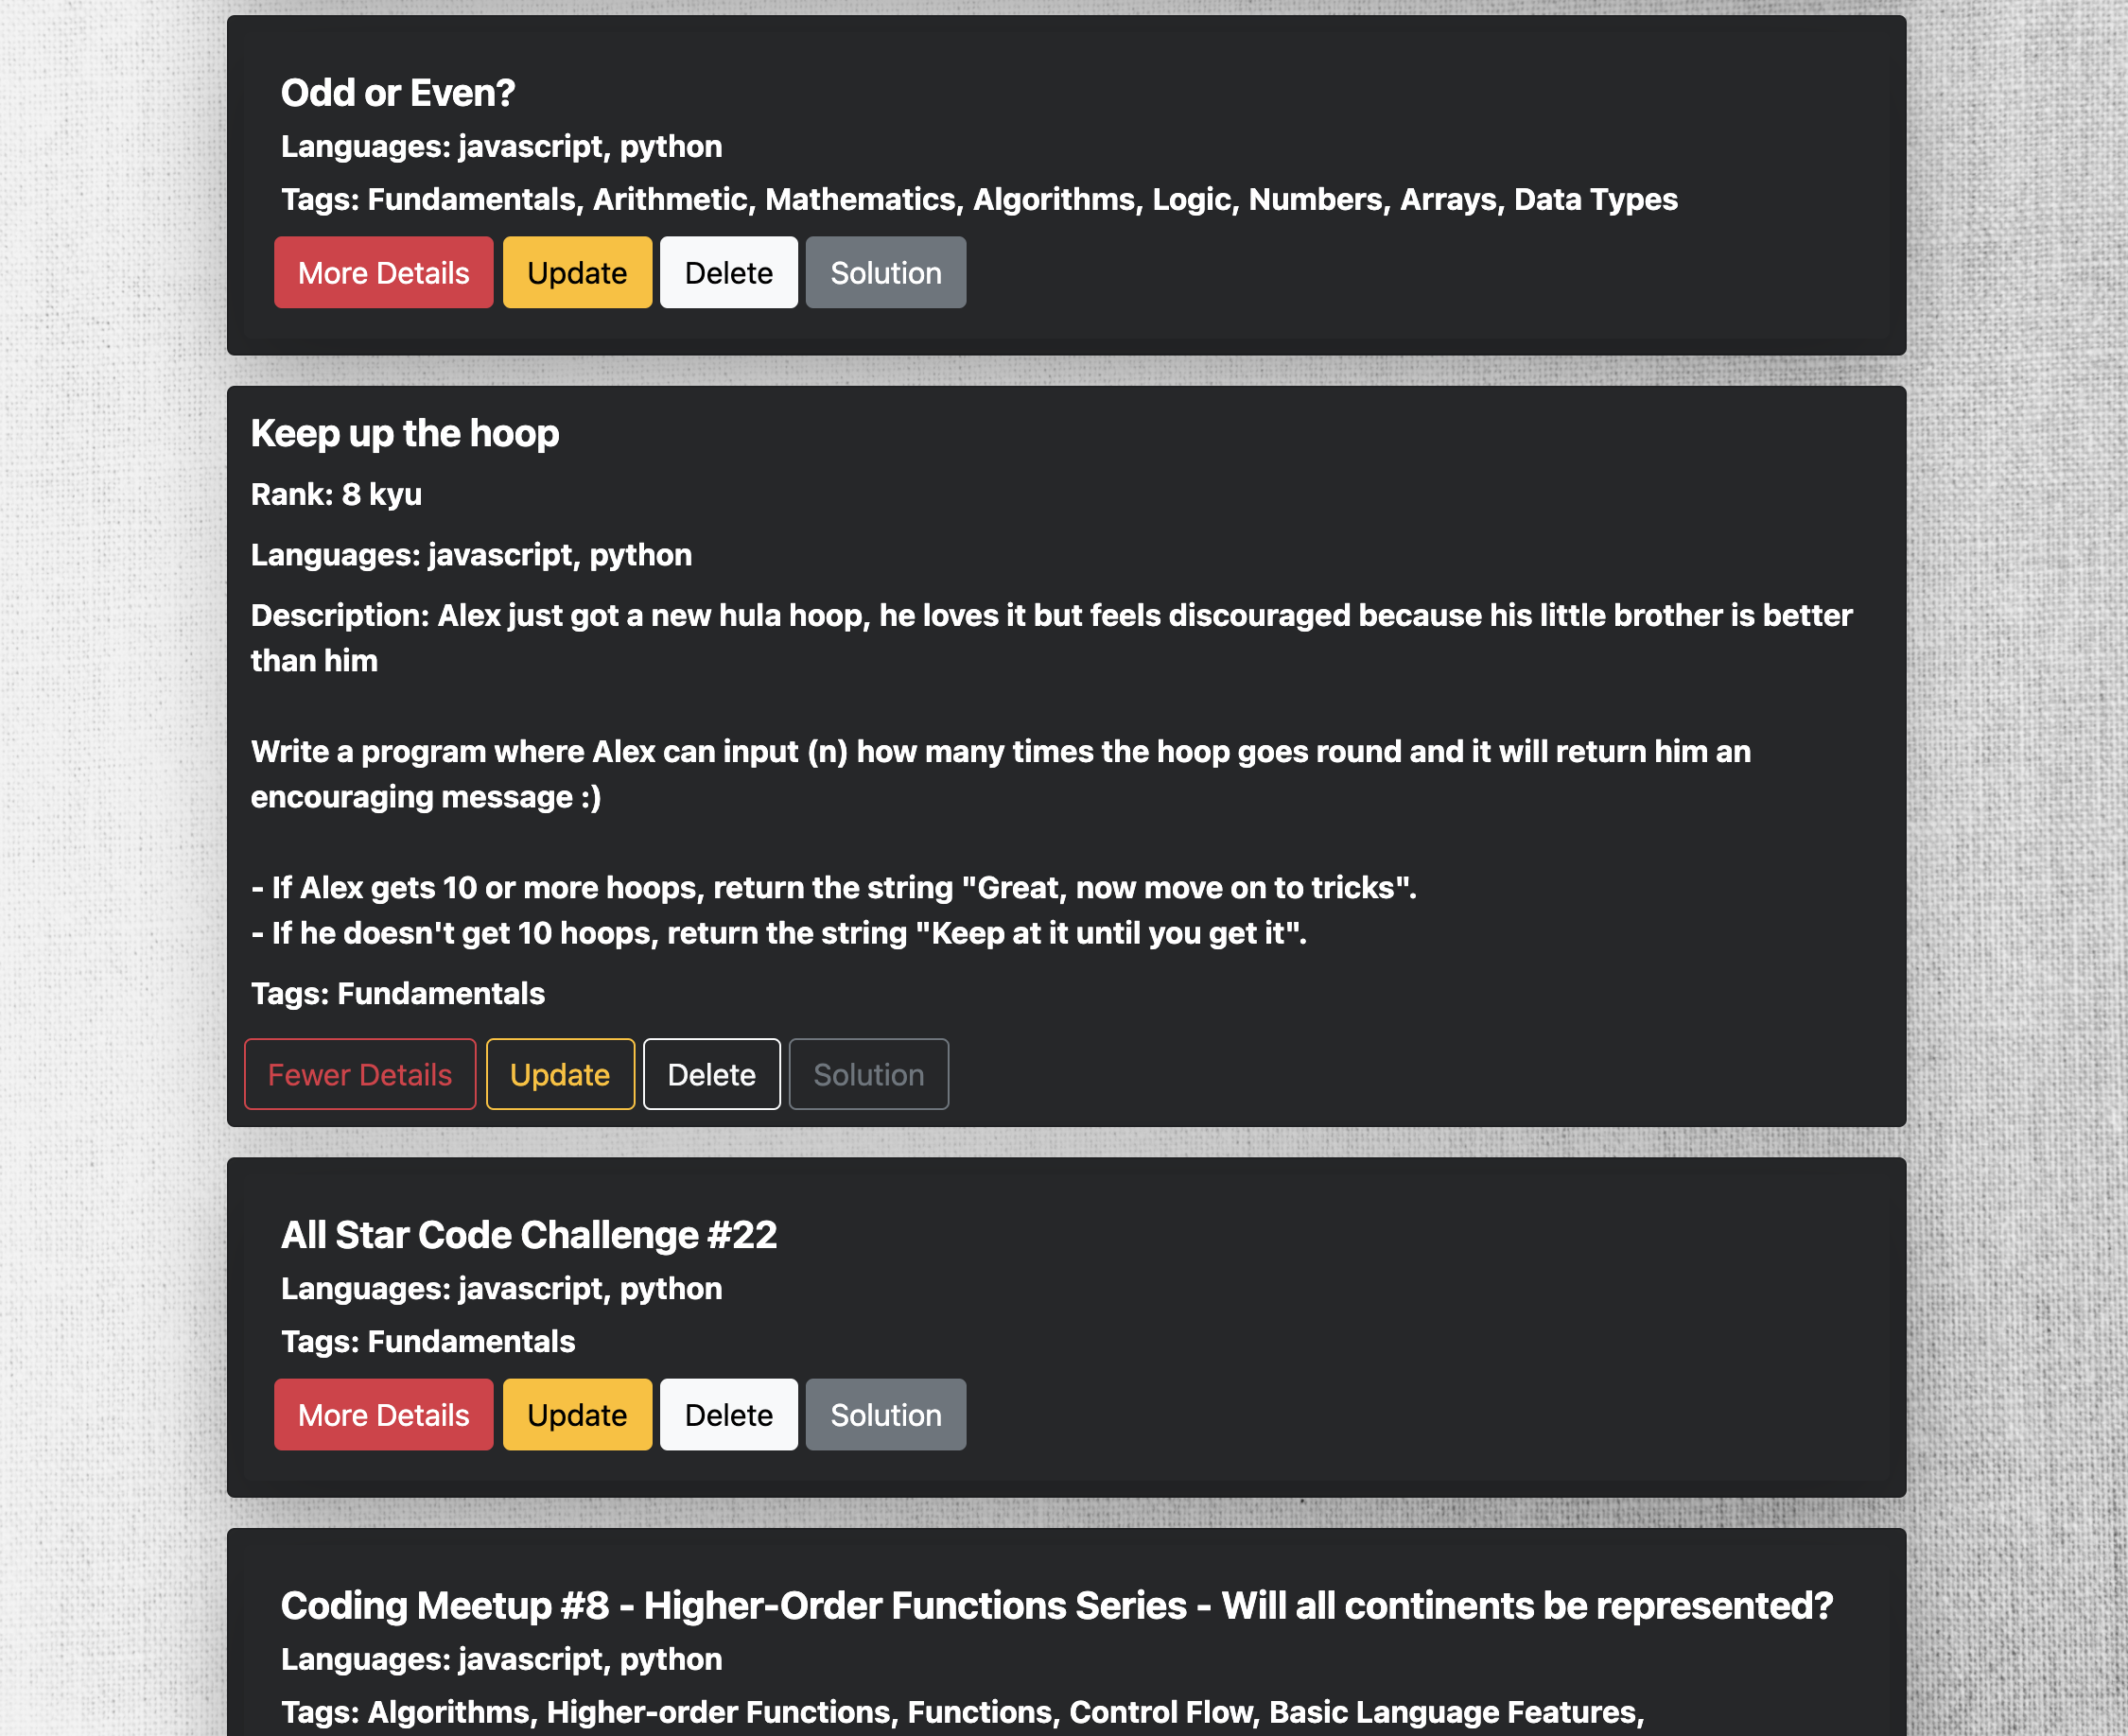 Odd or Even?
Languages: javascript, python
Tags: Fundamentals, Arithmetic, Mathematics, Algorithms, Logic, Numbers, Arrays, Data Types
More Details Update Delete Solution
Keep up the hoop
Rank: 8 kyu
Languages: javascript, python
Description: Alex just got a new hula hoop, he loves it but feels discouraged because his little brother is better
than him
Write a program where Alex can input (n) how many times the hoop goes round and it will return him an
encouraging message :)
- If Alex gets 10 or more hoops, return the string "Great, now move on to tricks".
- If he doesn't get 10 hoops, return the string "Keep at it until you get it".
Tags: Fundamentals
Fewer Details Update Delete Solution
All Star Code Challenge #22
Languages: javascript, python
Tags: Fundamentals
More Details Update Delete Solution
Coding Meetup #8 - Higher-Order Functions Series - Will all continents be represented?
Languages: javascript, python
Tags: Algorithms, Higher-order Functions, Functions, Control Flow, Basic Language Features,